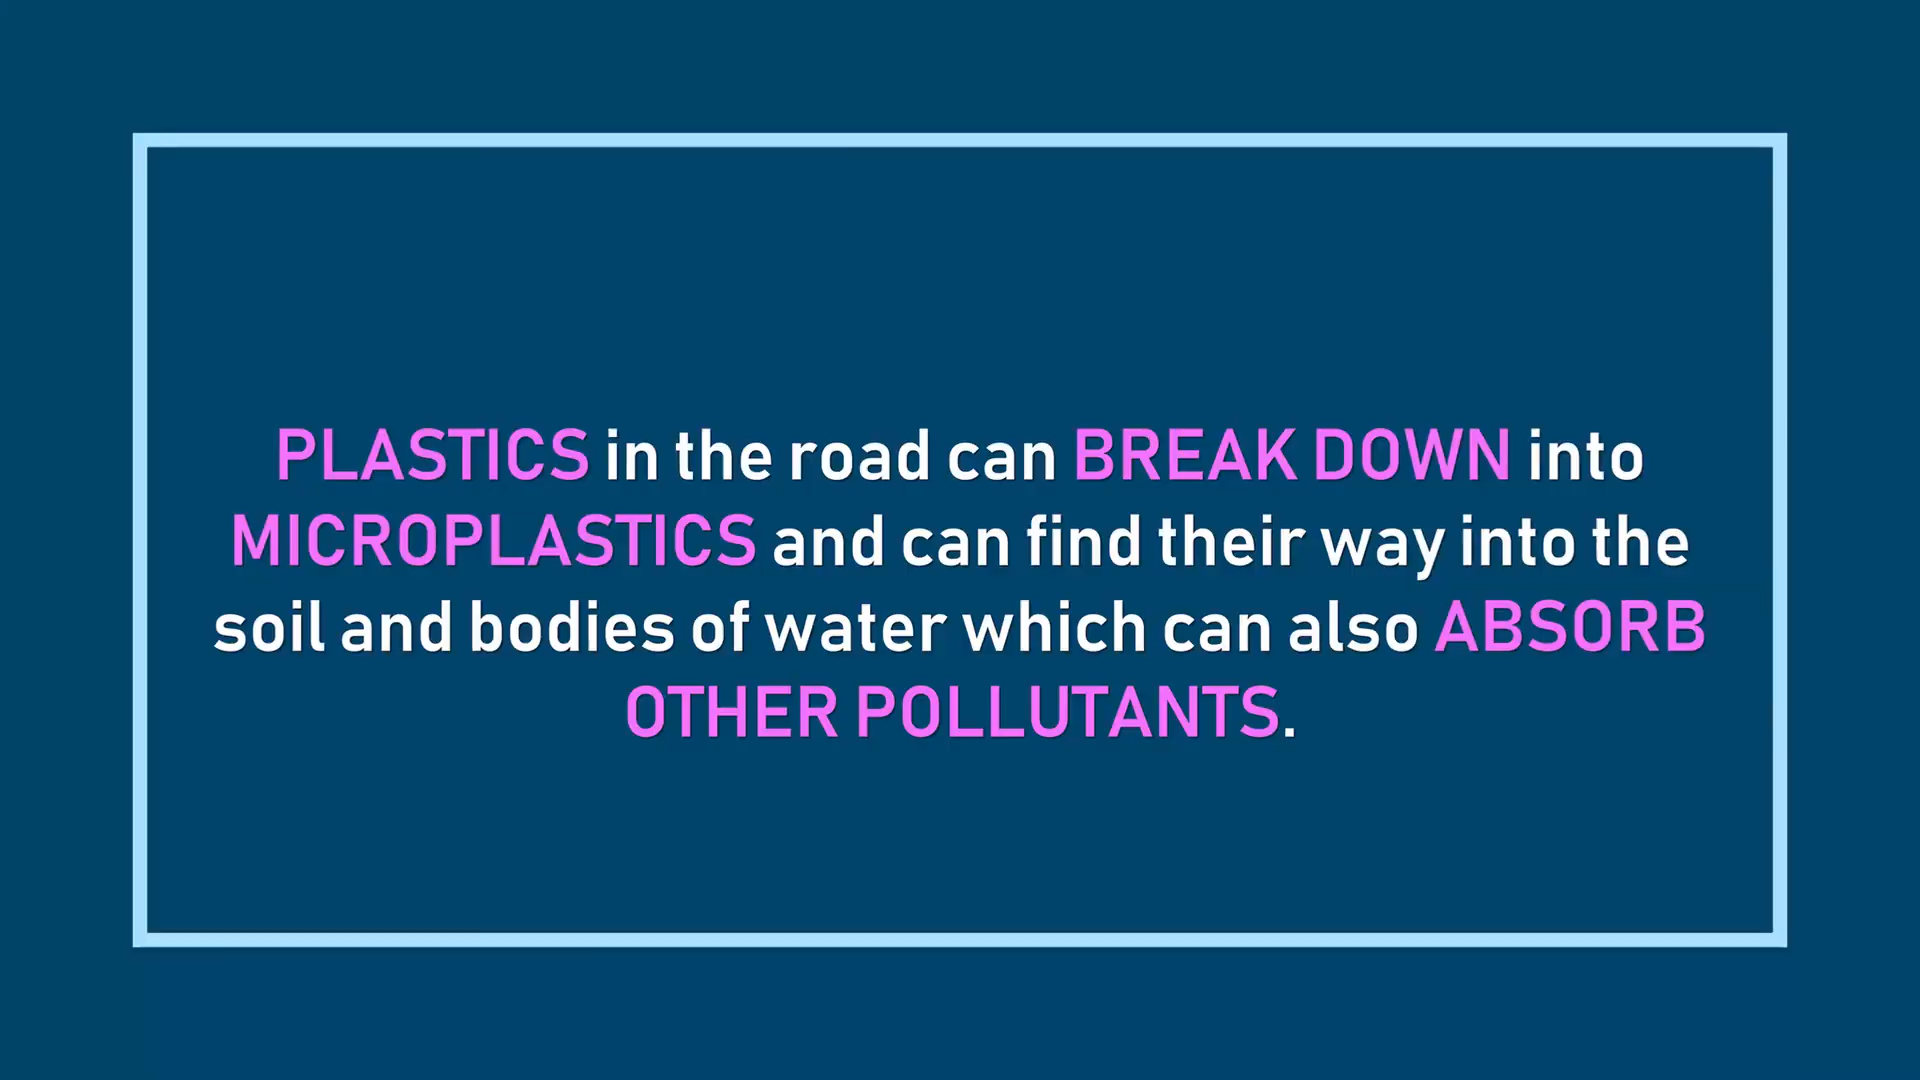 PLASTICS in the road can BREAK DOWN into
MICROPLASTICS and can find their way into the
soil and bodies of water which can also ABSORB
OTHER POLLUTANTS.